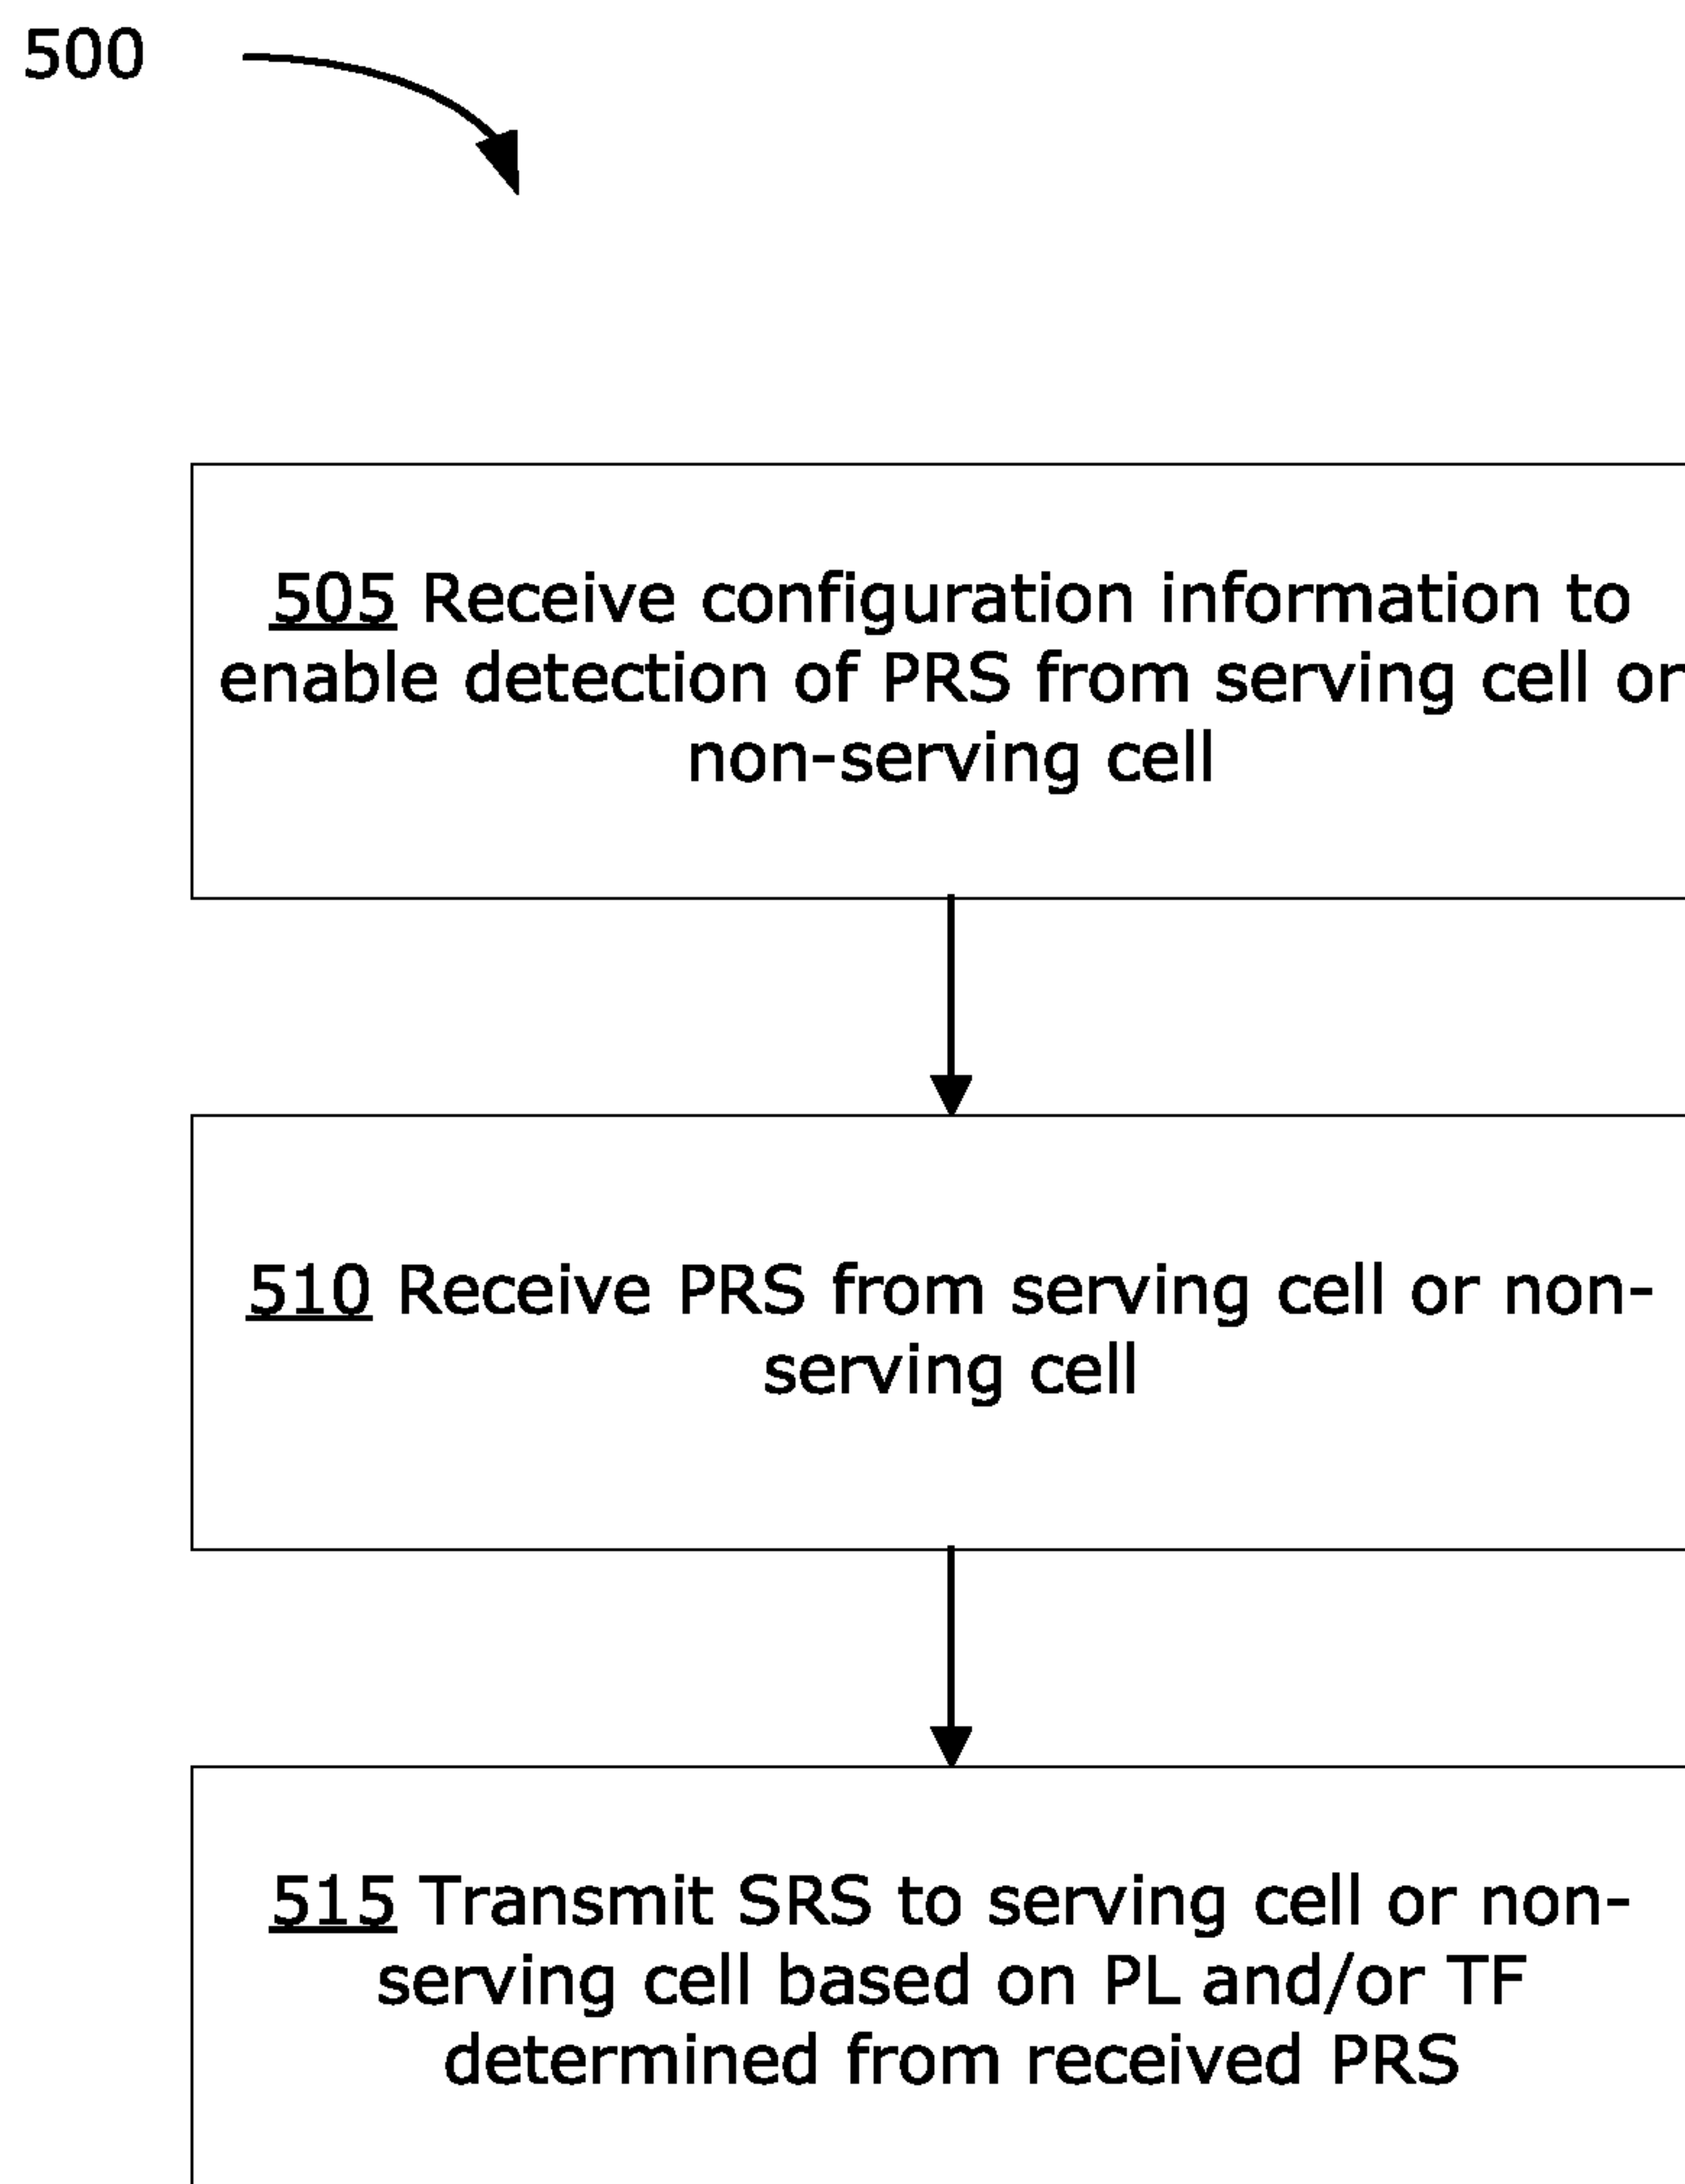 500
505 Receive configuration information to
enable detection of PRS from serving cell or
non-serving cell
510 Receive PRS from serving cell or non-
serving cell
515 Transmit SRS to serving cell or non-
serving cell based on PL and/or TF
determined from received PRS